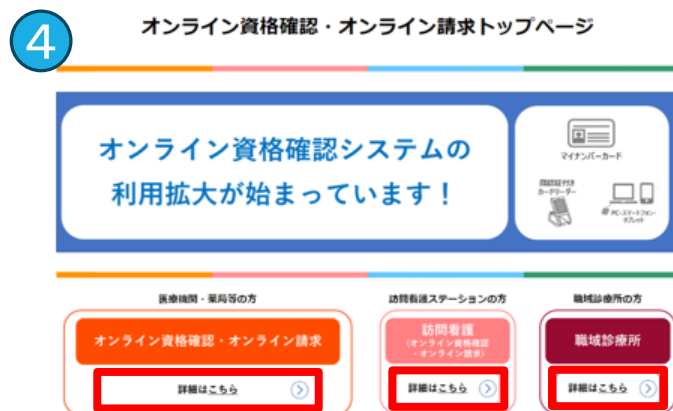 4
オンライン資格確認・オンライン請求トップページ
オンライン資格確認システムの
利用拡大が始まっています！
マイナンバーカード
顔認証付き
カードリーダー
PC・スマートフォン・
タブレット
医療機関・薬局等の方
訪問看護ステーションの方
職域診療所の方
オンライン資格確認・オンライン請求
訪問看護
(オンライン資格確認
・オンライン請求)
職域診療所
詳細はこちら
詳細はこちら
詳細はこちら